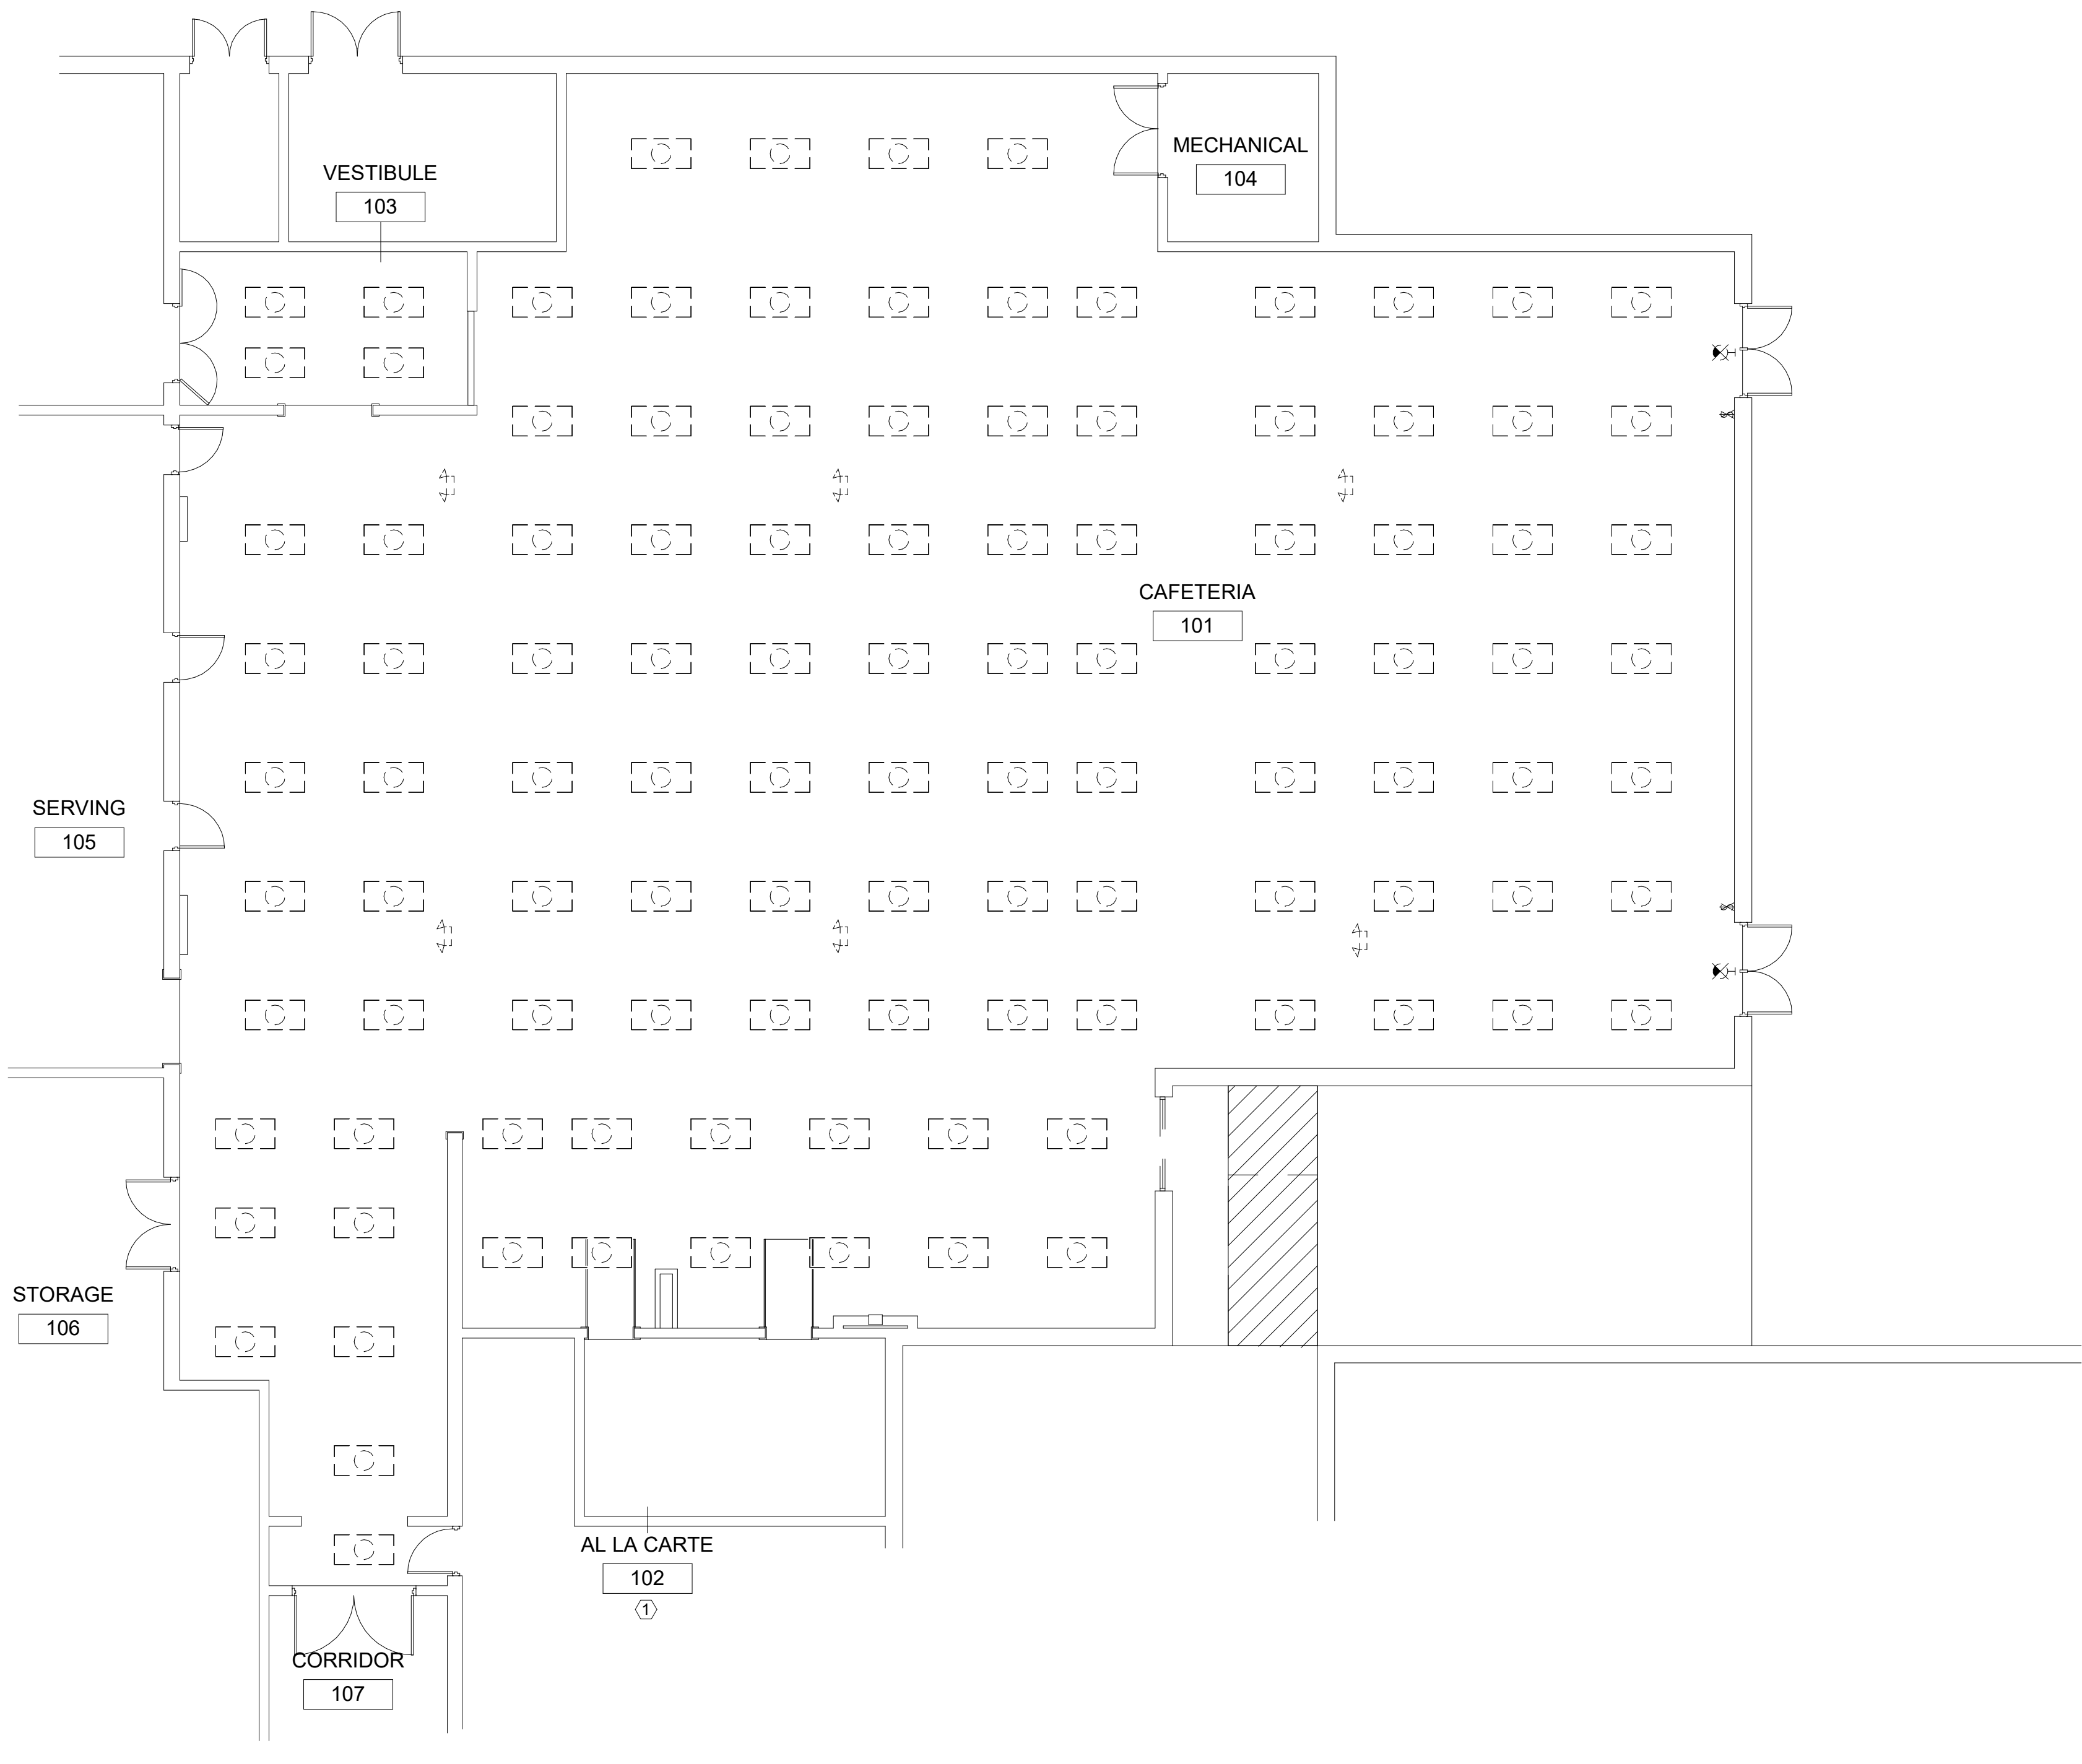 MECHANICAL
104
VESTIBULE
103
CAFETERIA
101
SERVING
105
STORAGE
106
AL LA CARTE
102
1
CORRIDOR
107